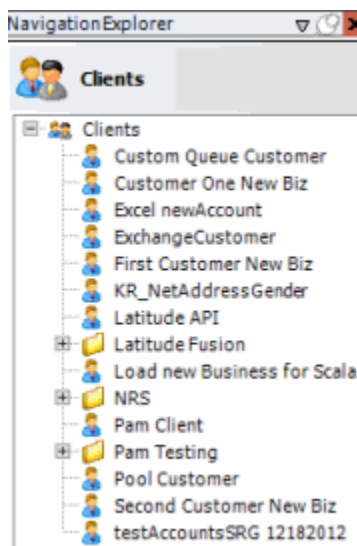 NavigationExplorer
Clients
Clients
Custom Queue Customer
Customer One New Biz
Excel newAccount
ExchangeCustomer
First Customer New Biz
KR_NetAddressGender
Latitude API
Latitude Fusion
Load new Business for Scala
NRS
Pam Client
Pam Testing
Pool Customer
Second Customer New Biz
testAccountsSRG 12182012